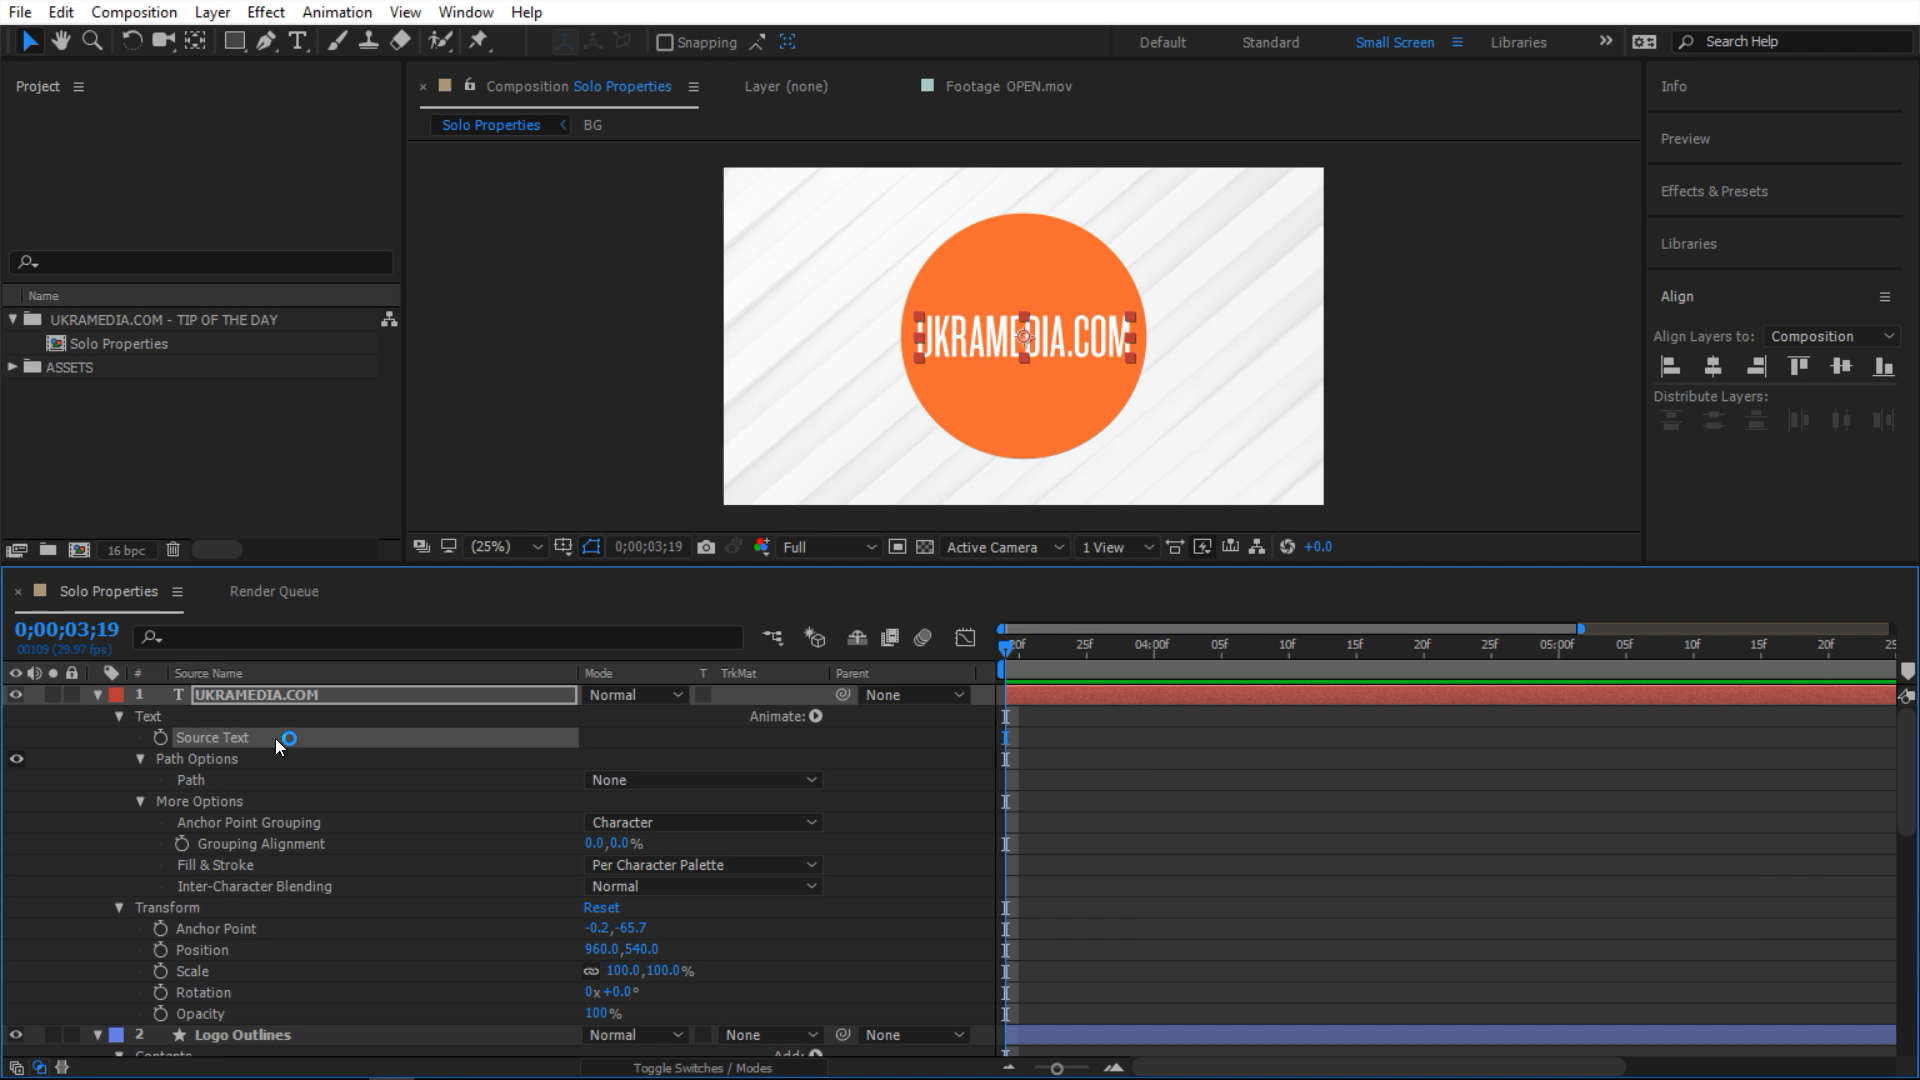 File Edit Composition Layer Effect Animation View Window Help
Snapping Default Standard Small Screen Libraries Search Help
Project
Composition Solo Properties Layer (none) Footage OPEN.mov
Solo Properties BG
Name
UKRAMEDIA.COM - TIP OF THE DAY
Solo Properties
ASSETS
UKRAMEDIA.COM
Info
Preview
Effects & Presets
Libraries
Align
Align Layers to: Composition
Distribute Layers:
16 bpc
(25%) 0;00;03;19 Full Active Camera 1 View +0.0
Solo Properties Render Queue
0;00;03;19
00109 (29.97 fps)
20f 25f 04:00f 05f 10f 15f 20f 25f 05:00f 05f 10f 15f 20f 25
# Source Name Mode T TrkMat Parent
1 T UKRAMEDIA.COM Normal None
Text Animate:
Source Text
Path Options
Path None
More Options
Anchor Point Grouping Character
Grouping Alignment 0.0,0.0%
Fill & Stroke Per Character Palette
Inter-Character Blending Normal
Transform Reset
Anchor Point -0.2,-65.7
Position 960.0,540.0
Scale 100.0,100.0%
Rotation 0x+0.0°
Opacity 100%
2 Logo Outlines Normal None None
Contents Add:
Toggle Switches / Modes